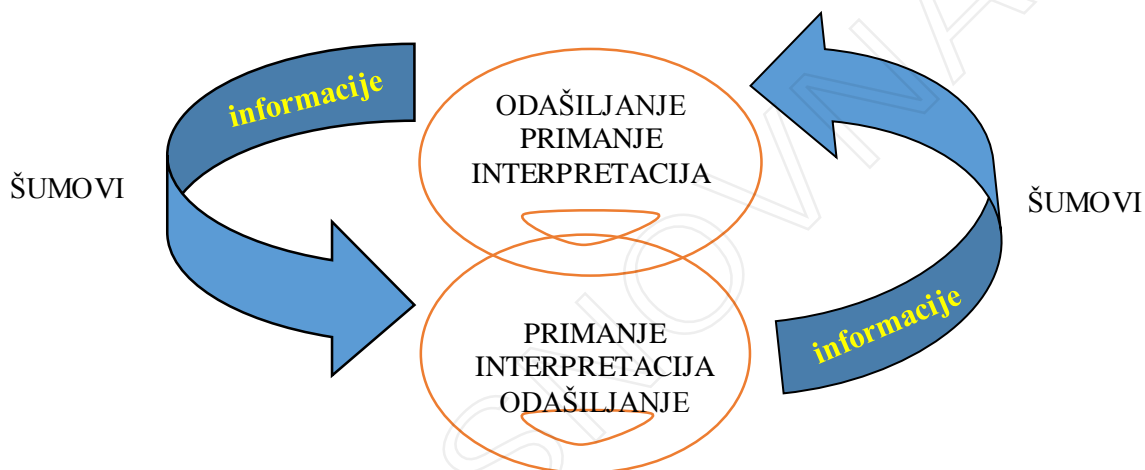 informacije
ODAŠILJANJE
PRIMANJE
INTERPRETACIJA
ŠUMOVI
ŠUMOVI
PRIMANJE
INTERPRETACIJA
ODAŠILJANJE
informacije